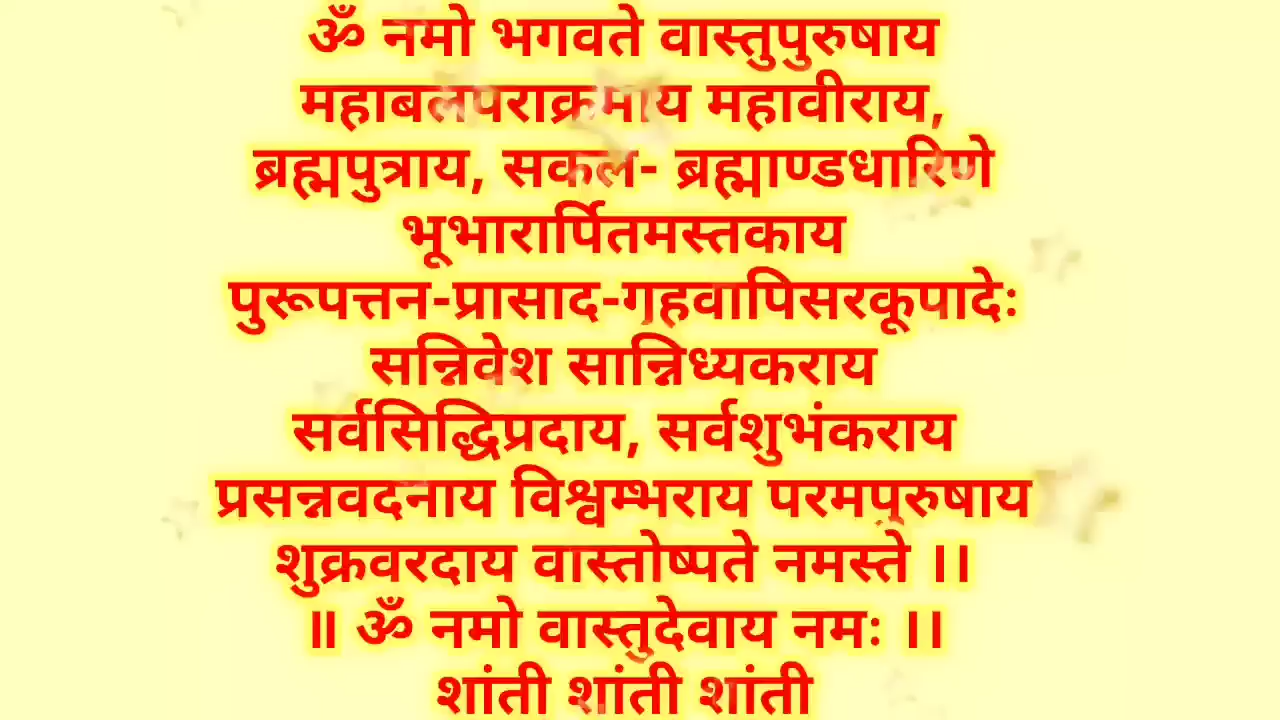 ॐ नमो भगवते वास्तुपुरुषाय
महाबलपराक्रमाय महावीराय,
ब्रह्मपुत्राय, सकल- ब्रह्माण्डधारिणे
भूभारार्पितमस्तकाय
पुरूपत्तन-प्रासाद-गृहवापिसरकूपादेः
सन्निवेश सान्निध्यकराय
सर्वसिद्धिप्रदाय, सर्वशुभंकराय
प्रसन्नवदनाय विश्वम्भराय परमपुरुषाय
शुक्रवरदाय वास्तोष्पते नमस्ते ।।
॥ ॐ नमो वास्तुदेवाय नमः ।।
शांती शांती शांती